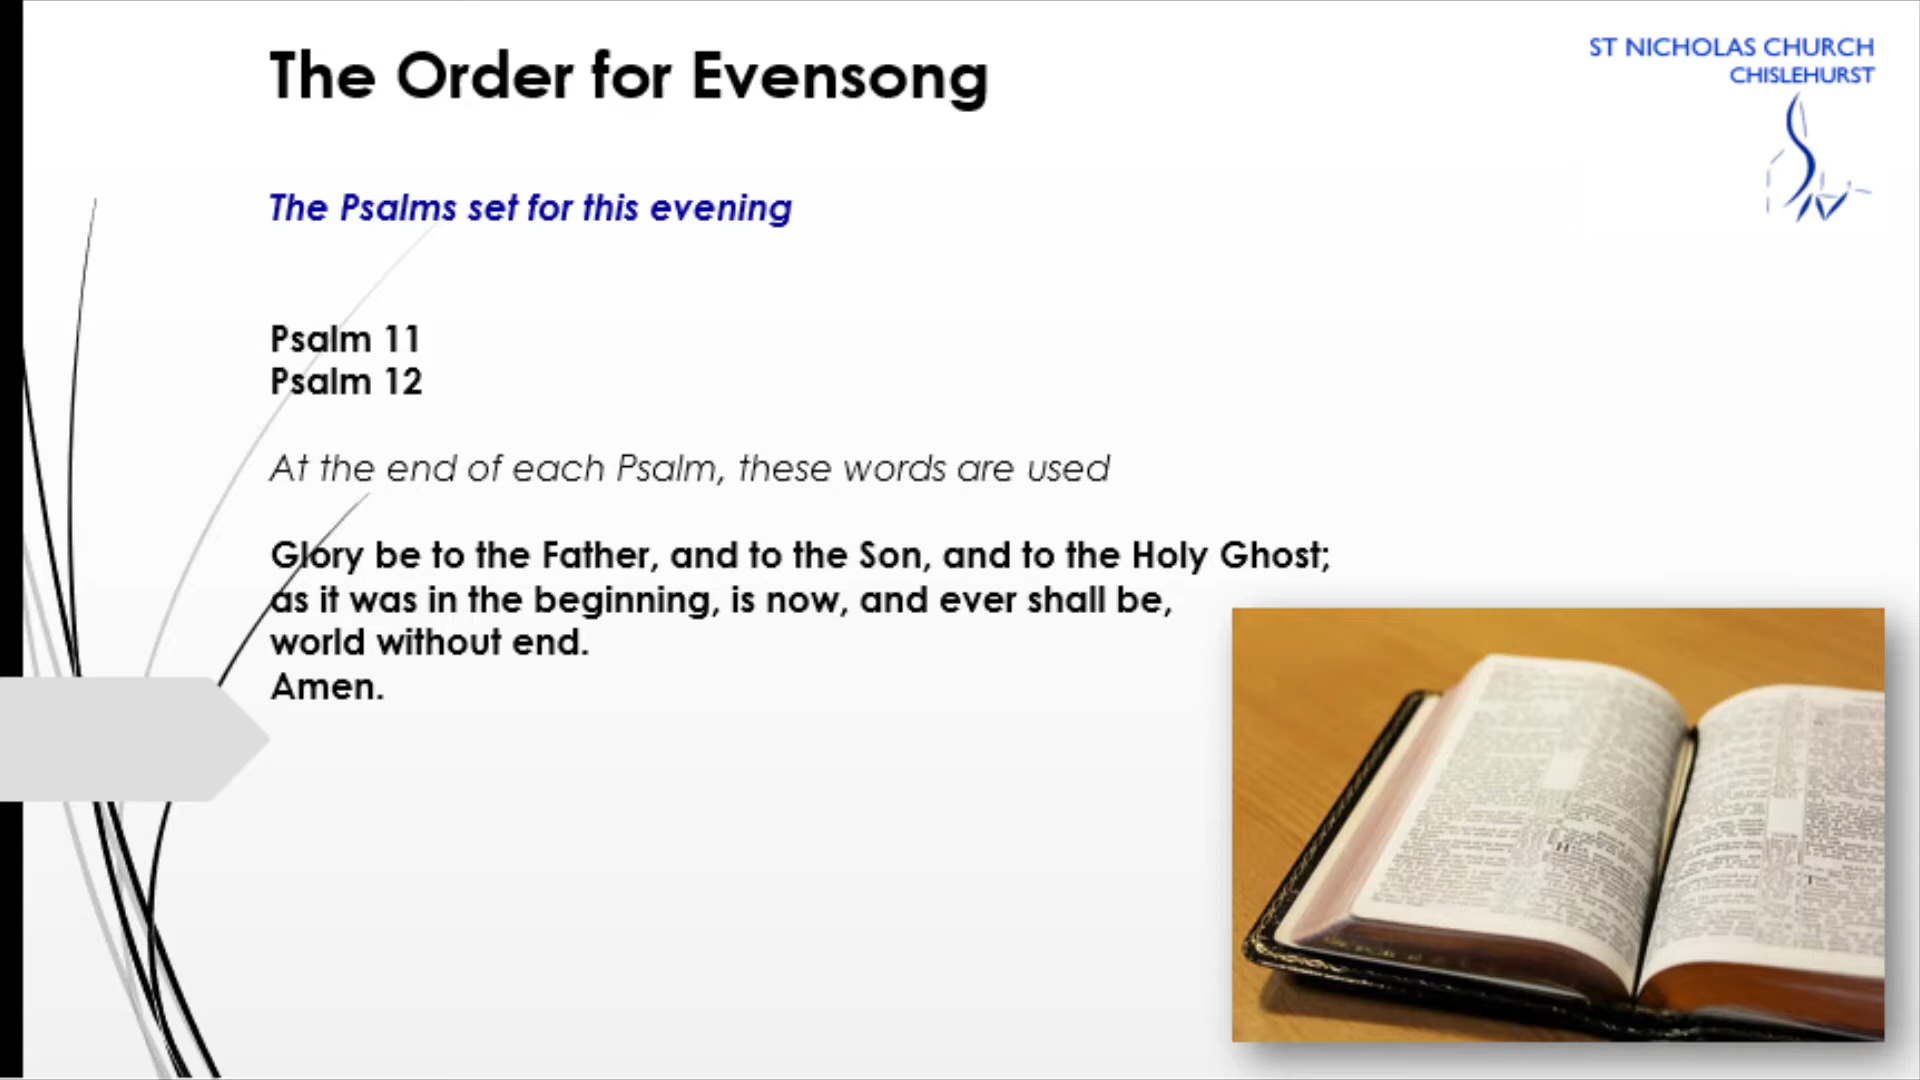 The Order for Evensong
ST NICHOLAS CHURCH
CHISLEHURST
The Psalms set for this evening
Psalm 11
Psalm 12
At the end of each Psalm, these words are used
Glory be to the Father, and to the Son, and to the Holy Ghost;
as it was in the beginning, is now, and ever shall be,
world without end.
Amen.